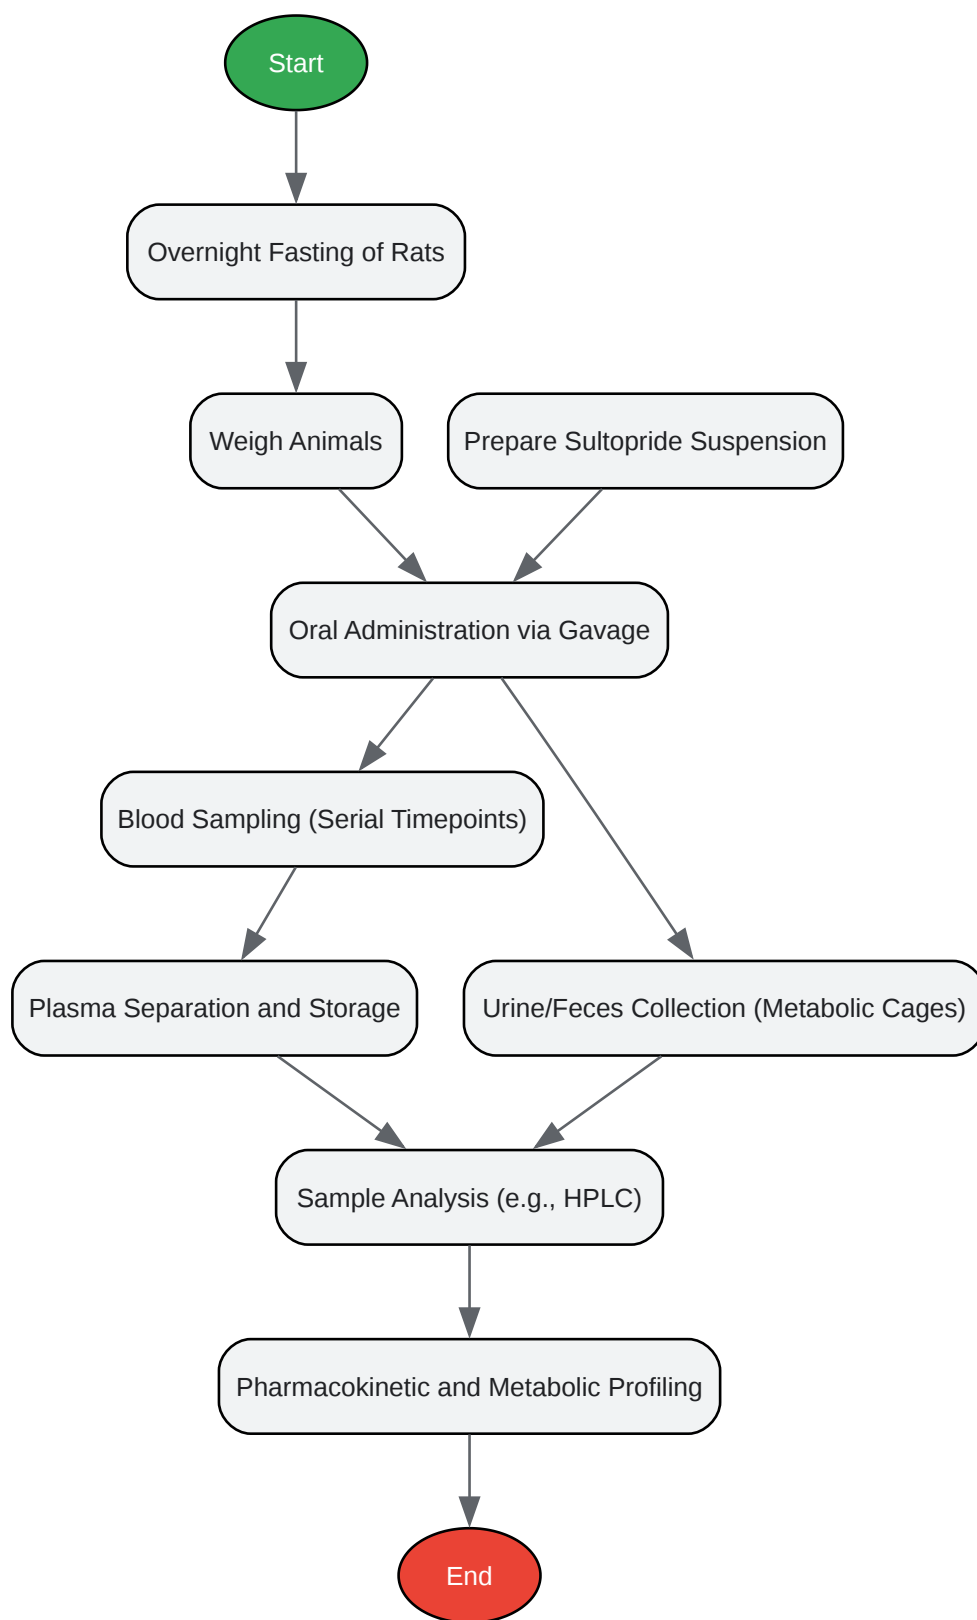 Start
Overnight Fasting of Rats
Weigh Animals
Prepare Sultopride Suspension
Oral Administration via Gavage
Blood Sampling (Serial Timepoints)
Plasma Separation and Storage
Urine/Feces Collection (Metabolic Cages)
Sample Analysis (e.g., HPLC)
Pharmacokinetic and Metabolic Profiling
End